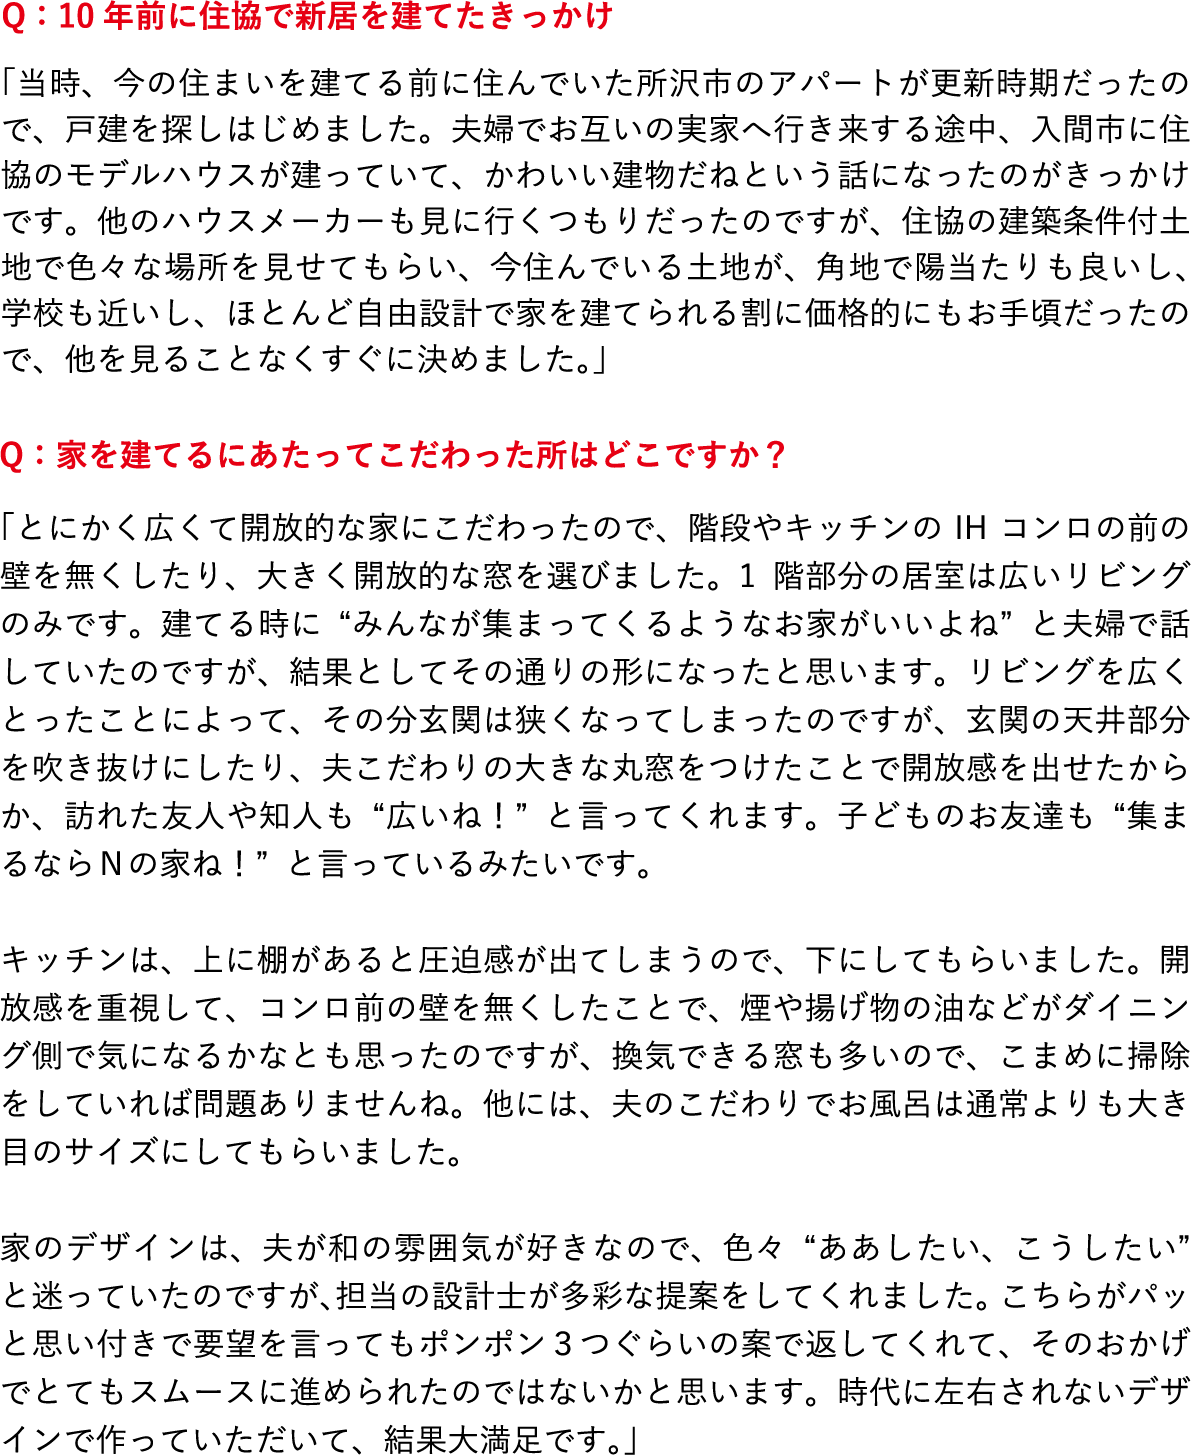 Q：10 年前に住協で新居を建てたきっかけ
「当時、今の住まいを建てる前に住んでいた所沢市のアパートが更新時期だったの
で、戸建を探しはじめました。夫婦でお互いの実家へ行き来する途中、入間市に住
協のモデルハウスが建っていて、かわいい建物だねという話になったのがきっかけ
です。他のハウスメーカーも見に行くつもりだったのですが、住協の建築条件付土
地で色々な場所を見せてもらい、今住んでいる土地が、角地で陽当たりも良いし、
学校も近いし、ほとんど自由設計で家を建てられる割に価格的にもお手頃だったの
で、他を見ることなくすぐに決めました。」
Q：家を建てるにあたってこだわった所はどこですか？
「とにかく広くて開放的な家にこだわったので、階段やキッチンの IH コンロの前の
壁を無くしたり、大きく開放的な窓を選びました。1 階部分の居室は広いリビング
のみです。建てる時に “みんなが集まってくるようなお家がいいよね” と夫婦で話
していたのですが、結果としてその通りの形になったと思います。リビングを広く
とったことによって、その分玄関は狭くなってしまったのですが、玄関の天井部分
を吹き抜けにしたり、夫こだわりの大きな丸窓をつけたことで開放感を出せたから
か、訪れた友人や知人も “広いね！” と言ってくれます。子どものお友達も “集ま
るならＮの家ね！” と言っているみたいです。
キッチンは、上に棚があると圧迫感が出てしまうので、下にしてもらいました。開
放感を重視して、コンロ前の壁を無くしたことで、煙や揚げ物の油などがダイニン
グ側で気になるかなとも思ったのですが、換気できる窓も多いので、こまめに掃除
をしていれば問題ありませんね。他には、夫のこだわりでお風呂は通常よりも大き
目のサイズにしてもらいました。
家のデザインは、夫が和の雰囲気が好きなので、色々 “ああしたい、こうしたい”
と迷っていたのですが、担当の設計士が多彩な提案をしてくれました。こちらがパッ
と思い付きで要望を言ってもポンポン３つぐらいの案で返してくれて、そのおかげ
でとてもスムースに進められたのではないかと思います。時代に左右されないデザ
インで作っていただいて、結果大満足です。」